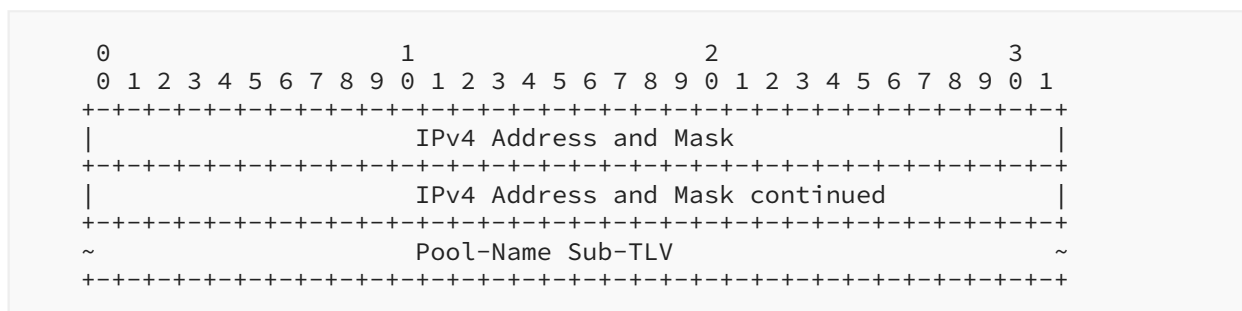 0                   1                   2                   3
 0 1 2 3 4 5 6 7 8 9 0 1 2 3 4 5 6 7 8 9 0 1 2 3 4 5 6 7 8 9 0 1
+-+-+-+-+-+-+-+-+-+-+-+-+-+-+-+-+-+-+-+-+-+-+-+-+-+-+-+-+-+-+-+-+
|                     IPv4 Address and Mask                     |
+-+-+-+-+-+-+-+-+-+-+-+-+-+-+-+-+-+-+-+-+-+-+-+-+-+-+-+-+-+-+-+-+
|                     IPv4 Address and Mask continued           |
+-+-+-+-+-+-+-+-+-+-+-+-+-+-+-+-+-+-+-+-+-+-+-+-+-+-+-+-+-+-+-+-+
~                     Pool-Name Sub-TLV                         ~
+-+-+-+-+-+-+-+-+-+-+-+-+-+-+-+-+-+-+-+-+-+-+-+-+-+-+-+-+-+-+-+-+